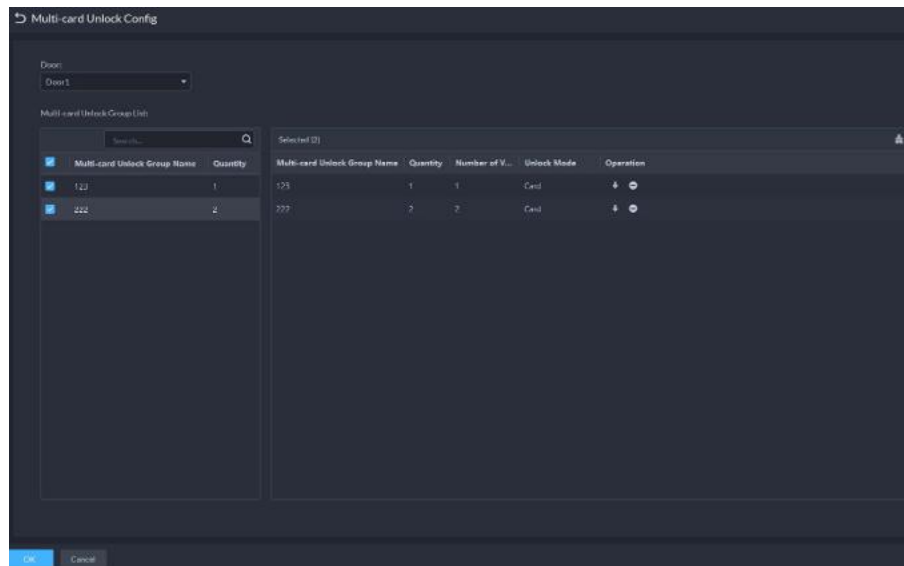 Multi-card Unlock Config
Door:
Door1
Multi-card Unlock Group List:
Search...
Selected (2)
Multi-card Unlock Group Name Quantity
Multi-card Unlock Group Name Quantity Number of V... Unlock Mode Operation
123 1
123 1 1 Card
222 2
222 2 2 Card
OK Cancel